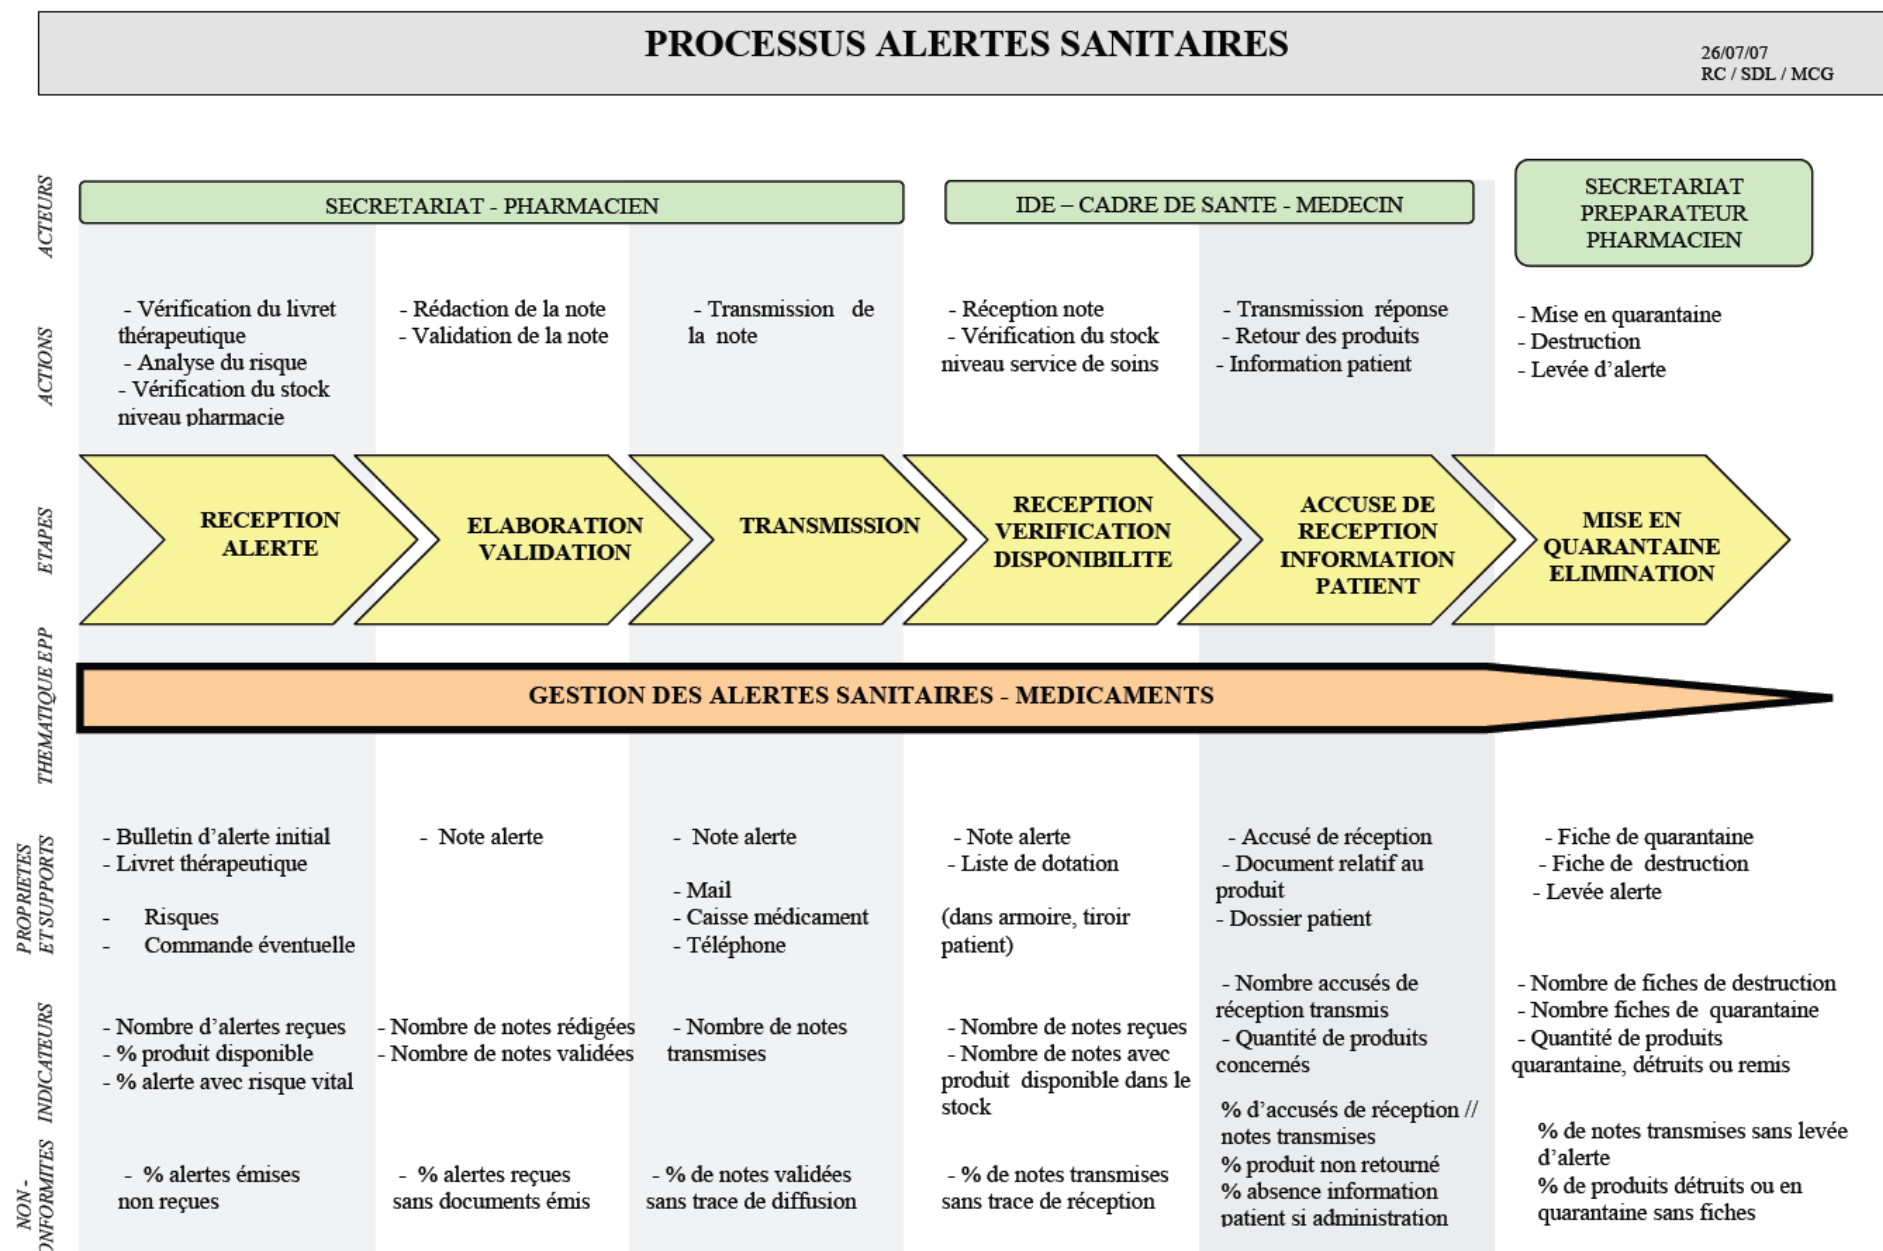 PROCESSUS ALERTES SANITAIRES
26/07/07
RC / SDL / MCG
ACTEURS
SECRETARIAT - PHARMACIEN
IDE – CADRE DE SANTE - MEDECIN
SECRETARIAT
PREPARATEUR
PHARMACIEN
ACTIONS
- Vérification du livret
thérapeutique
- Analyse du risque
- Vérification du stock
niveau pharmacie
- Rédaction de la note
- Validation de la note
- Transmission de
la note
- Réception note
- Vérification du stock
niveau service de soins
- Transmission réponse
- Retour des produits
- Information patient
- Mise en quarantaine
- Destruction
- Levée d’alerte
ETAPES
RECEPTION
ALERTE
ELABORATION
VALIDATION
TRANSMISSION
RECEPTION
VERIFICATION
DISPONIBILITE
ACCUSE DE
RECEPTION
INFORMATION
PATIENT
MISE EN
QUARANTAINE
ELIMINATION
THEMATIQUE EPP
GESTION DES ALERTES SANITAIRES - MEDICAMENTS
PROPRIETES
ET SUPPORTS
- Bulletin d’alerte initial
- Livret thérapeutique
- Risques
- Commande éventuelle
- Note alerte
- Note alerte
- Mail
- Caisse médicament
- Téléphone
- Note alerte
- Liste de dotation
(dans armoire, tiroir
patient)
- Accusé de réception
- Document relatif au
produit
- Dossier patient
- Fiche de quarantaine
- Fiche de destruction
- Levée alerte
INDICATEURS
- Nombre d’alertes reçues
- % produit disponible
- % alerte avec risque vital
- Nombre de notes rédigées
- Nombre de notes validées
- Nombre de notes
transmises
- Nombre de notes reçues
- Nombre de notes avec
produit disponible dans le
stock
- Nombre accusés de
réception transmis
- Quantité de produits
concernés
- Nombre de fiches de destruction
- Nombre fiches de quarantaine
- Quantité de produits
quarantaine, détruits ou remis
NON -
ONFORMITES
- % alertes émises
non reçues
- % alertes reçues
sans documents émis
- % de notes validées
sans trace de diffusion
- % de notes transmises
sans trace de réception
% d’accusés de réception //
notes transmises
% produit non retourné
% absence information
patient si administration
% de notes transmises sans levée
d’alerte
% de produits détruits ou en
quarantaine sans fiches